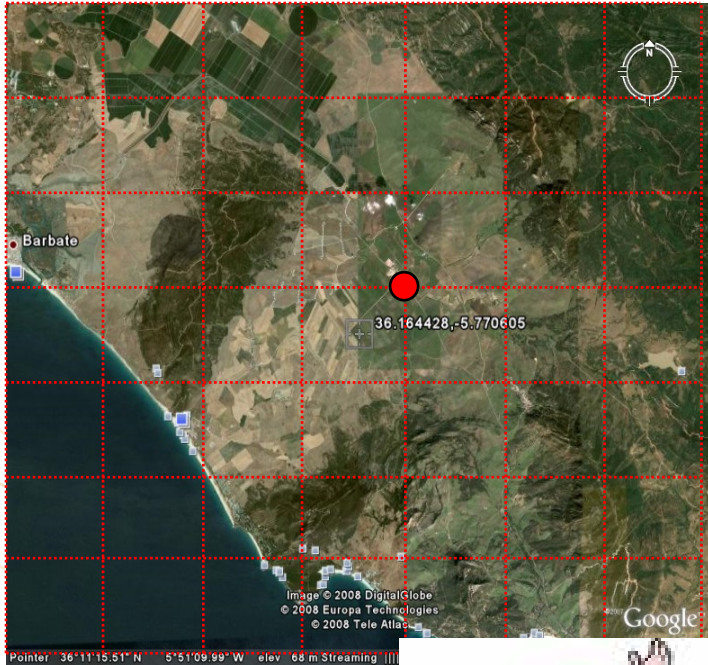 N
Barbate
36.164428,-5.770605
Image © 2008 DigitalGlobe
© 2008 Europa Technologies
© 2008 Tele Atlas
©2007 Google
Pointer 36°11'15.51" N 5°51'09.99" W elev 68 m Streaming ||||